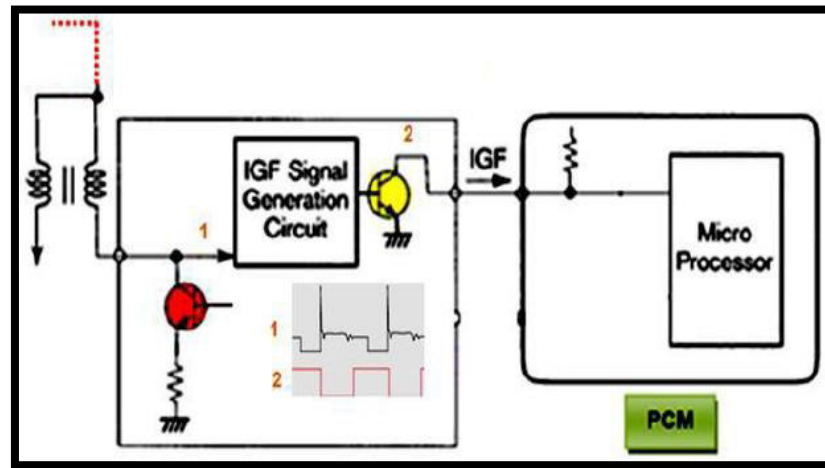 2
IGF Signal
Generation
Circuit
IGF
1
Micro
Processor
1
2
PCM